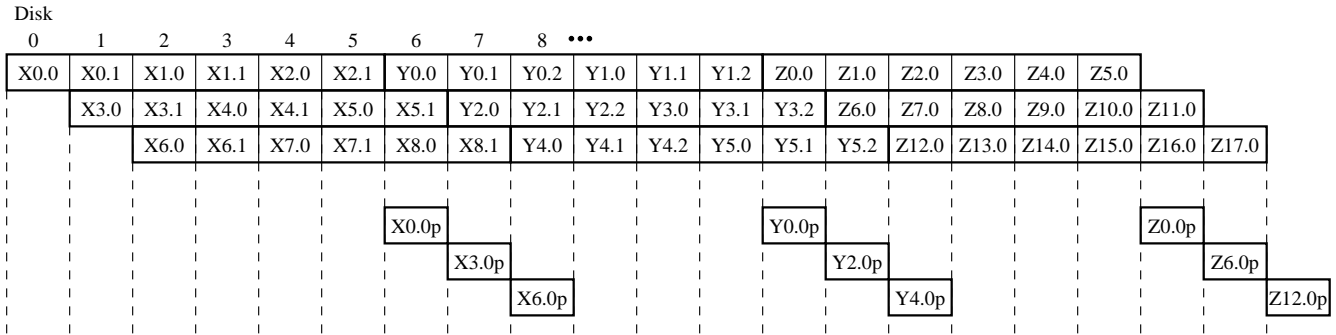 Disk
0 1 2 3 4 5 6 7 8 •••
X0.0 X0.1 X1.0 X1.1 X2.0 X2.1 Y0.0 Y0.1 Y0.2 Y1.0 Y1.1 Y1.2 Z0.0 Z1.0 Z2.0 Z3.0 Z4.0 Z5.0
X3.0 X3.1 X4.0 X4.1 X5.0 X5.1 Y2.0 Y2.1 Y2.2 Y3.0 Y3.1 Y3.2 Z6.0 Z7.0 Z8.0 Z9.0 Z10.0 Z11.0
X6.0 X6.1 X7.0 X7.1 X8.0 X8.1 Y4.0 Y4.1 Y4.2 Y5.0 Y5.1 Y5.2 Z12.0 Z13.0 Z14.0 Z15.0 Z16.0 Z17.0
X0.0p Y0.0p Z0.0p
X3.0p Y2.0p Z6.0p
X6.0p Y4.0p Z12.0p